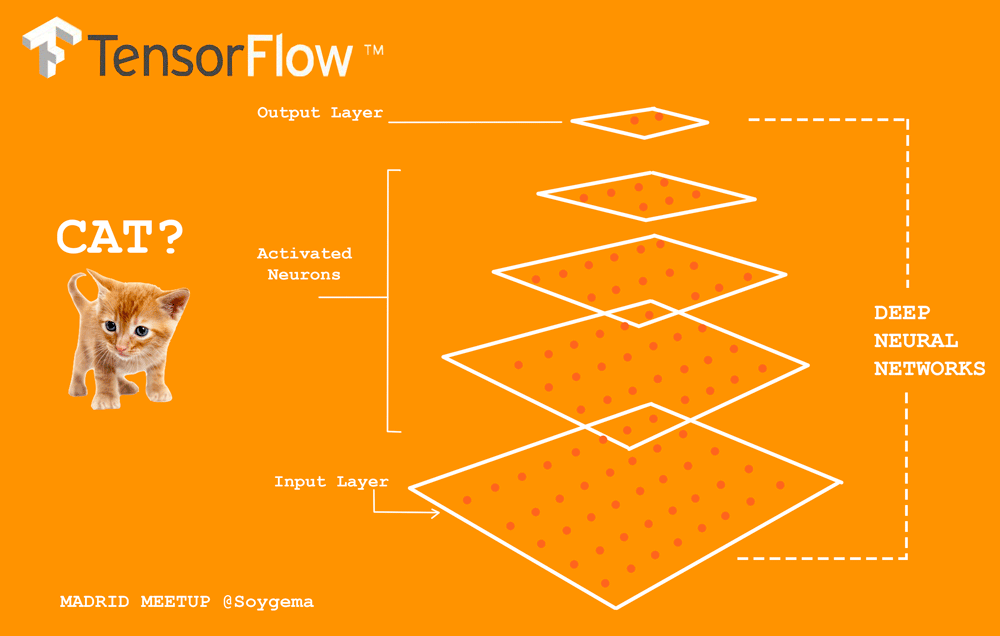 TensorFlow™
Output Layer
CAT?
Activated
Neurons
DEEP
NEURAL
NETWORKS
Input Layer
MADRID MEETUP @Soygema